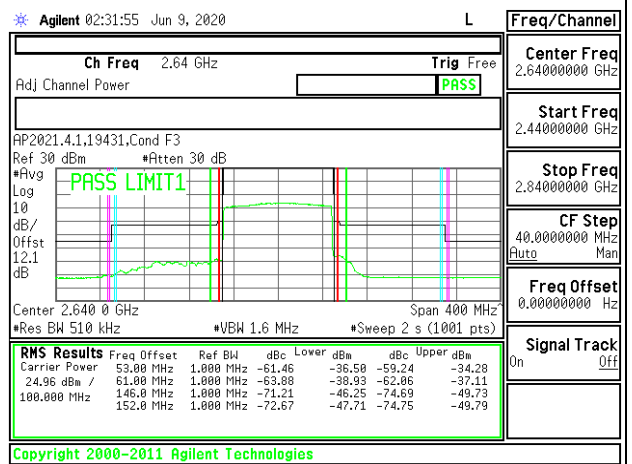 Agilent 02:31:55 Jun 9, 2020 L
Freq/Channel
Ch Freq 2.64 GHz Trig Free
Adj Channel Power PASS
AP2021.4.1,19431,Cond F3
Ref 30 dBm #Atten 30 dB
#Avg
Log
10
dB/
Offst
12.1
dB
PASS LIMIT1
Center 2.640 0 GHz Span 400 MHz^
#Res BW 510 kHz #VBW 1.6 MHz #Sweep 2 s (1001 pts)
RMS Results Freq Offset Ref BW dBc Lower dBm dBc Upper dBm
Carrier Power 53.00 MHz 1.000 MHz -61.46 -36.50 -59.24 -34.28
24.96 dBm / 61.00 MHz 1.000 MHz -63.88 -38.93 -62.06 -37.11
100.000 MHz 146.0 MHz 1.000 MHz -71.21 -46.25 -74.69 -49.73
152.0 MHz 1.000 MHz -72.67 -47.71 -74.75 -49.79
Center Freq
2.64000000 GHz
Start Freq
2.44000000 GHz
Stop Freq
2.84000000 GHz
CF Step
40.0000000 MHz
Auto Man
Freq Offset
0.00000000 Hz
Signal Track
On Off
Copyright 2000-2011 Agilent Technologies